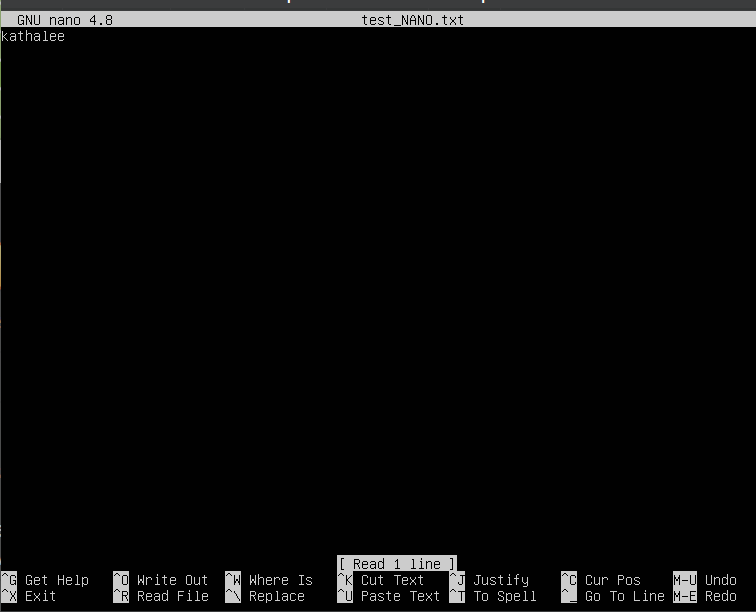 GNU nano 4.8 test_NANO.txt
kathalee
[ Read 1 line ]
^G Get Help ^O Write Out ^W Where Is ^K Cut Text ^J Justify ^C Cur Pos M-U Undo
^X Exit ^R Read File ^\ Replace ^U Paste Text ^T To Spell ^_ Go To Line M-E Redo